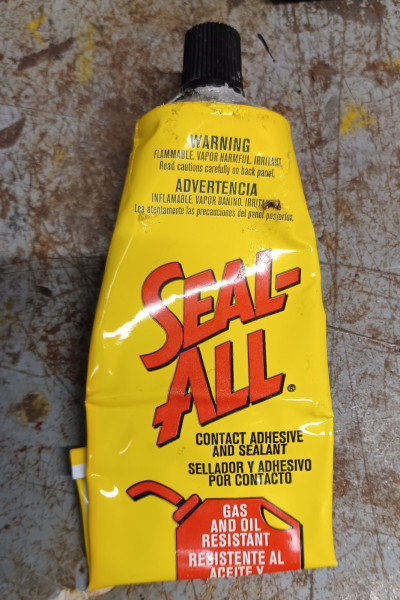 WARNING
FLAMMABLE, VAPOR HARMFUL, IRRITANT,
Read cautions carefully on back panel.
ADVERTENCIA
INFLAMABLE, VAPOR DANINO, IRRITANTE
Lea atentamente las precauciones del panel posterior.
SEAL-
ALL®
CONTACT ADHESIVE
AND SEALANT
SELLADOR Y ADHESIVO
POR CONTACTO
GAS
AND OIL
RESISTANT
RESISTENTE AL
ACEITE Y